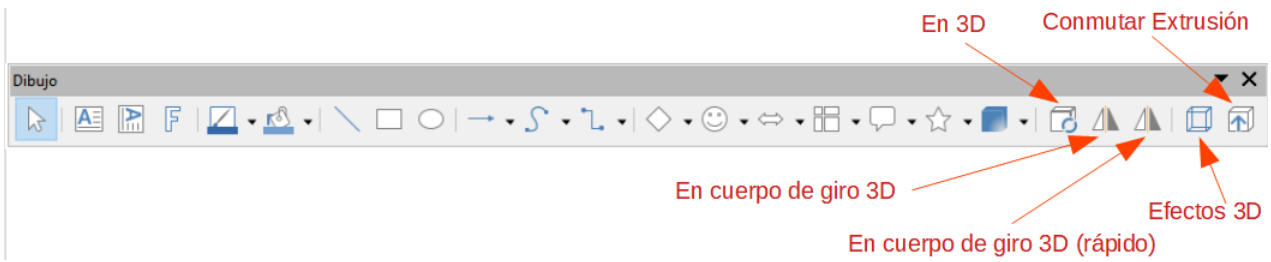 En 3D
Conmutar Extrusión
Dibujo
En cuerpo de giro 3D
Efectos 3D
En cuerpo de giro 3D (rápido)